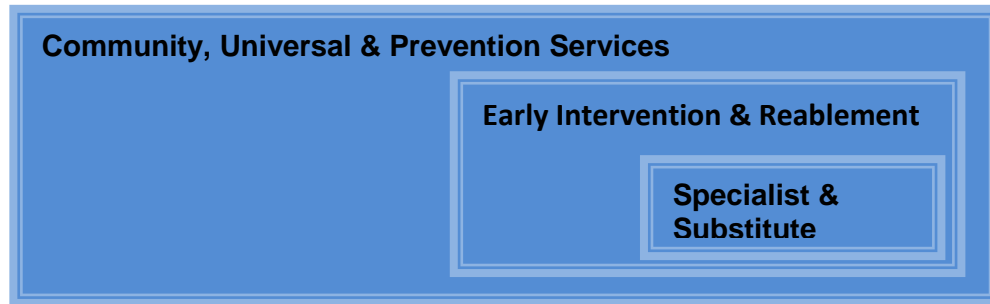 Community, Universal & Prevention Services
Early Intervention & Reablement
Specialist &
Substitute